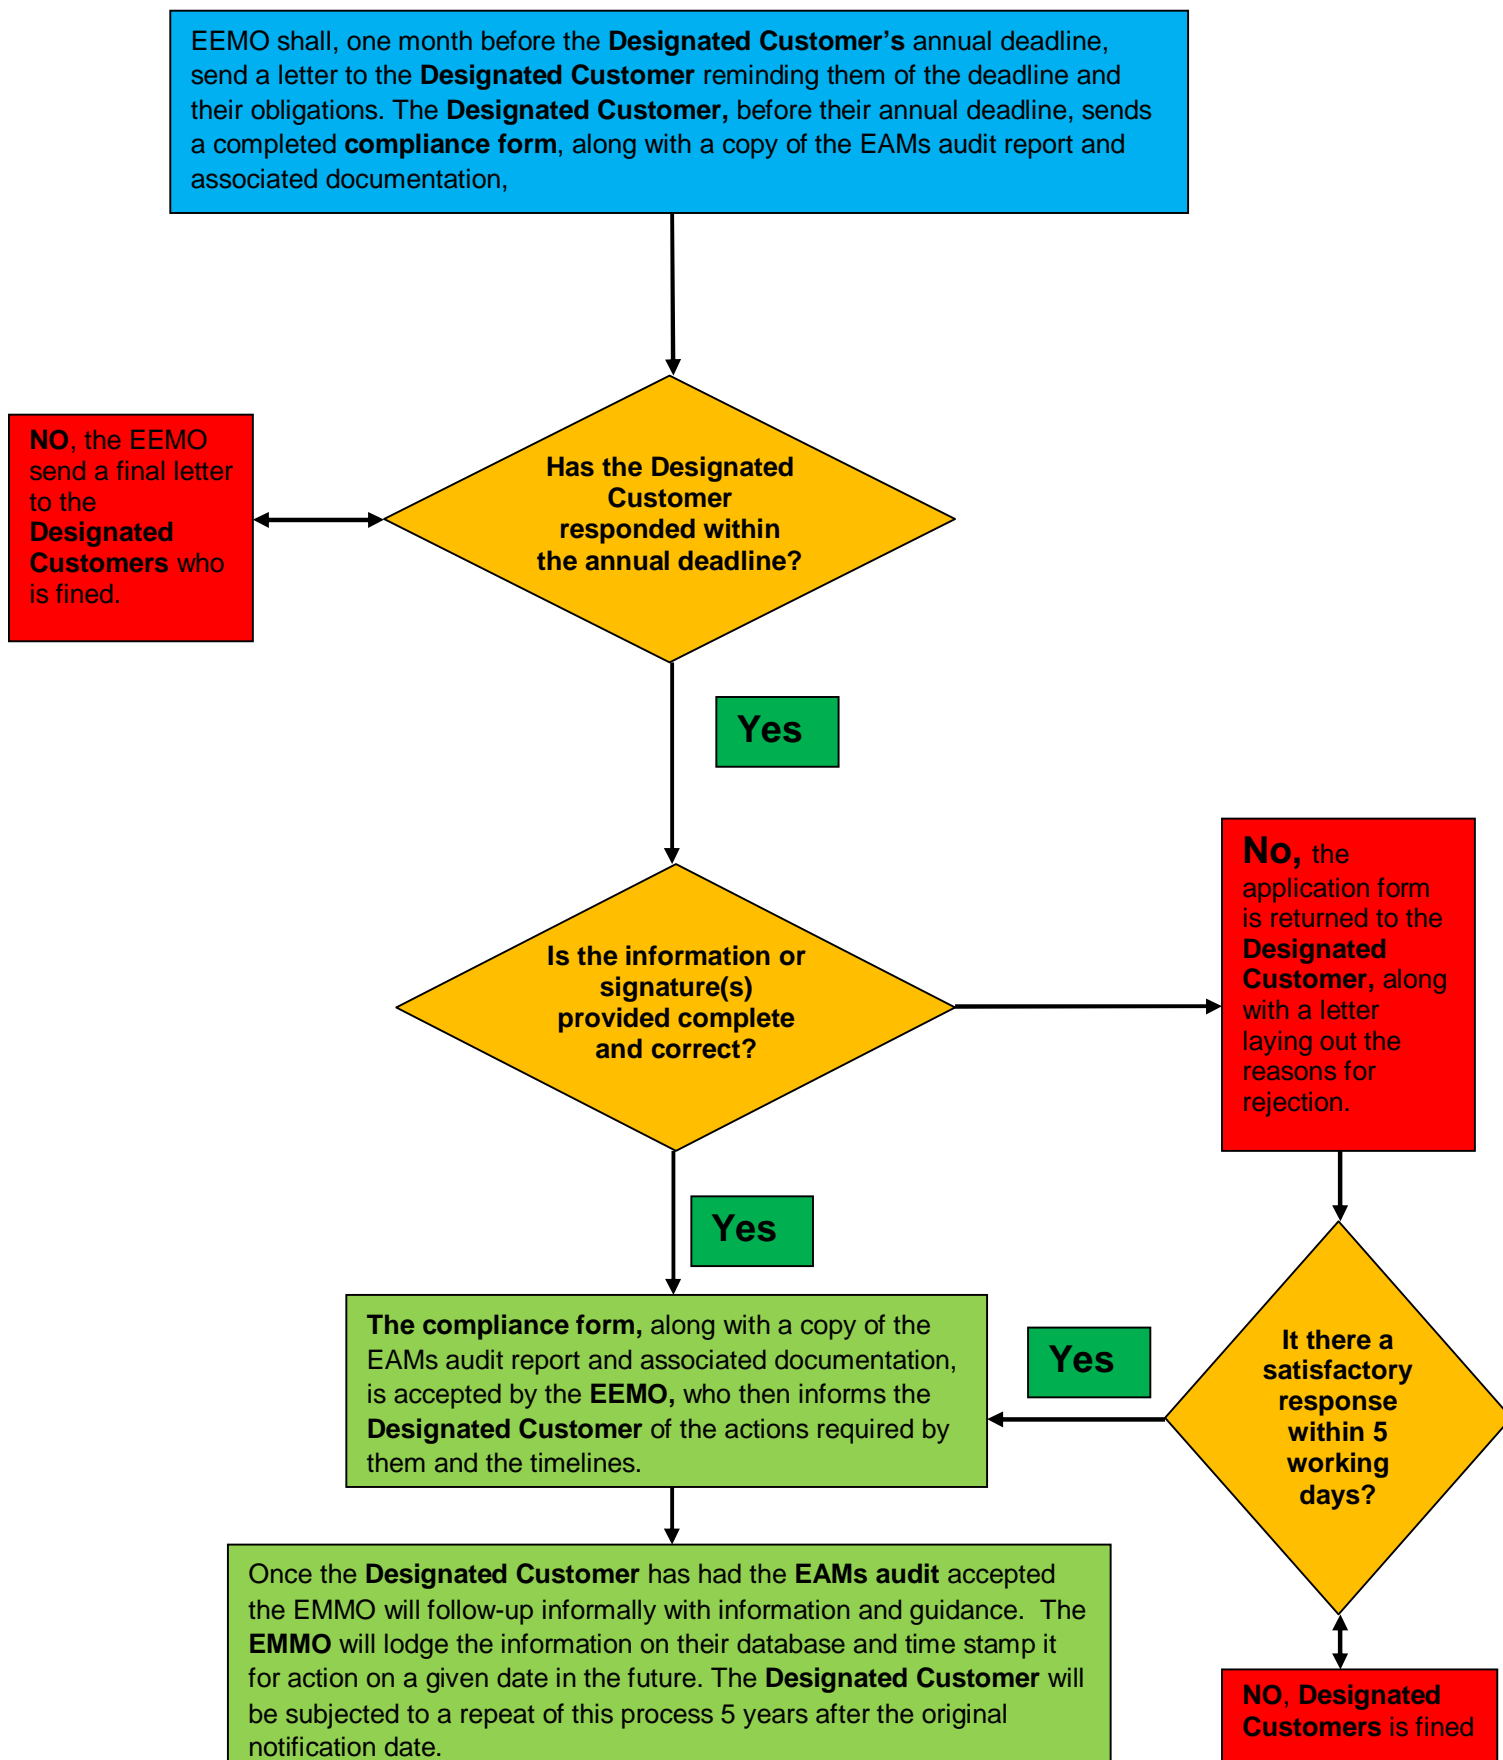 EEMO shall, one month before the Designated Customer’s annual deadline,
send a letter to the Designated Customer reminding them of the deadline and
their obligations. The Designated Customer, before their annual deadline, sends
a completed compliance form, along with a copy of the EAMs audit report and
associated documentation,
NO, the EEMO
send a final letter
to the
Designated
Customers who
is fined.
Has the Designated
Customer
responded within
the annual deadline?
Yes
Is the information or
signature(s)
provided complete
and correct?
No, the
application form
is returned to the
Designated
Customer, along
with a letter
laying out the
reasons for
rejection.
Yes
The compliance form, along with a copy of the
EAMs audit report and associated documentation,
is accepted by the EEMO, who then informs the
Designated Customer of the actions required by
them and the timelines.
Yes
It there a
satisfactory
response
within 5
working
days?
Once the Designated Customer has had the EAMs audit accepted
the EMMO will follow-up informally with information and guidance.  The
EMMO will lodge the information on their database and time stamp it
for action on a given date in the future. The Designated Customer will
be subjected to a repeat of this process 5 years after the original
notification date.
NO, Designated
Customers is fined